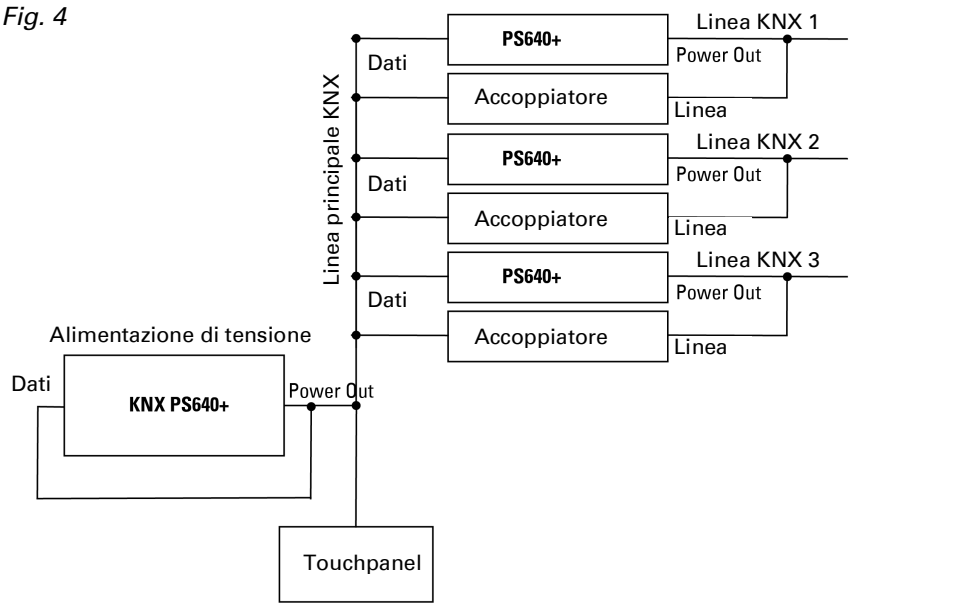 Fig. 4
Linea KNX 1
PS640+
Power Out
Dati
Accoppiatore
Linea
Linea principale KNX
Linea KNX 2
PS640+
Power Out
Dati
Accoppiatore
Linea
Linea KNX 3
PS640+
Power Out
Dati
Accoppiatore
Linea
Alimentazione di tensione
Dati
KNX PS640+
Power Out
Touchpanel